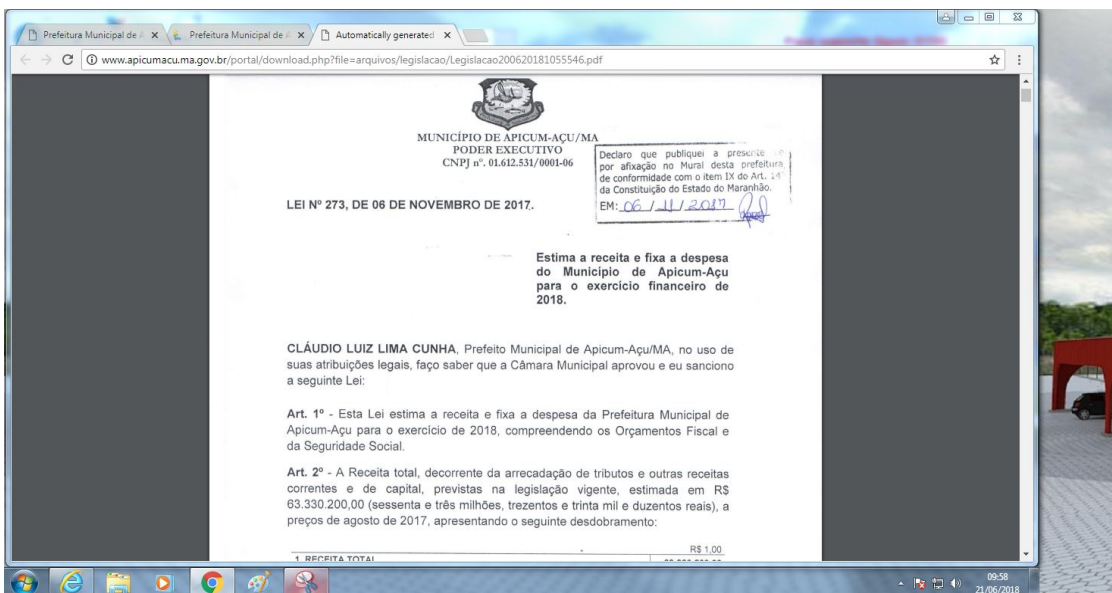 Prefeitura Municipal de A
Prefeitura Municipal de A
Automatically generated
www.apicumacu.ma.gov.br/portal/download.php?file=arquivos/legislacao/Legislacao200620181055546.pdf
MUNICÍPIO DE APICUM-AÇU/MA
PODER EXECUTIVO
CNPJ nº. 01.612.531/0001-06
Declaro que publiquei a presente
por afixação no Mural desta prefeitura,
de conformidade com o item IX do Art. 14
da Constituição do Estado do Maranhão.
EM: 06 / 11 / 2017
LEI Nº 273, DE 06 DE NOVEMBRO DE 2017.
Estima a receita e fixa a despesa
do Municipio de Apicum-Açu
para o exercício financeiro de
2018.
CLÁUDIO LUIZ LIMA CUNHA, Prefeito Municipal de Apicum-Açu/MA, no uso de
suas atribuições legais, faço saber que a Câmara Municipal aprovou e eu sanciono
a seguinte Lei:
Art. 1º - Esta Lei estima a receita e fixa a despesa da Prefeitura Municipal de
Apicum-Açu para o exercício de 2018, compreendendo os Orçamentos Fiscal e
da Seguridade Social.
Art. 2º - A Receita total, decorrente da arrecadação de tributos e outras receitas
correntes e de capital, previstas na legislação vigente, estimada em R$
63.330.200,00 (sessenta e três milhões, trezentos e trinta mil e duzentos reais), a
preços de agosto de 2017, apresentando o seguinte desdobramento:
R$ 1,00
1. RECEITA TOTAL
09:58
21/06/2018